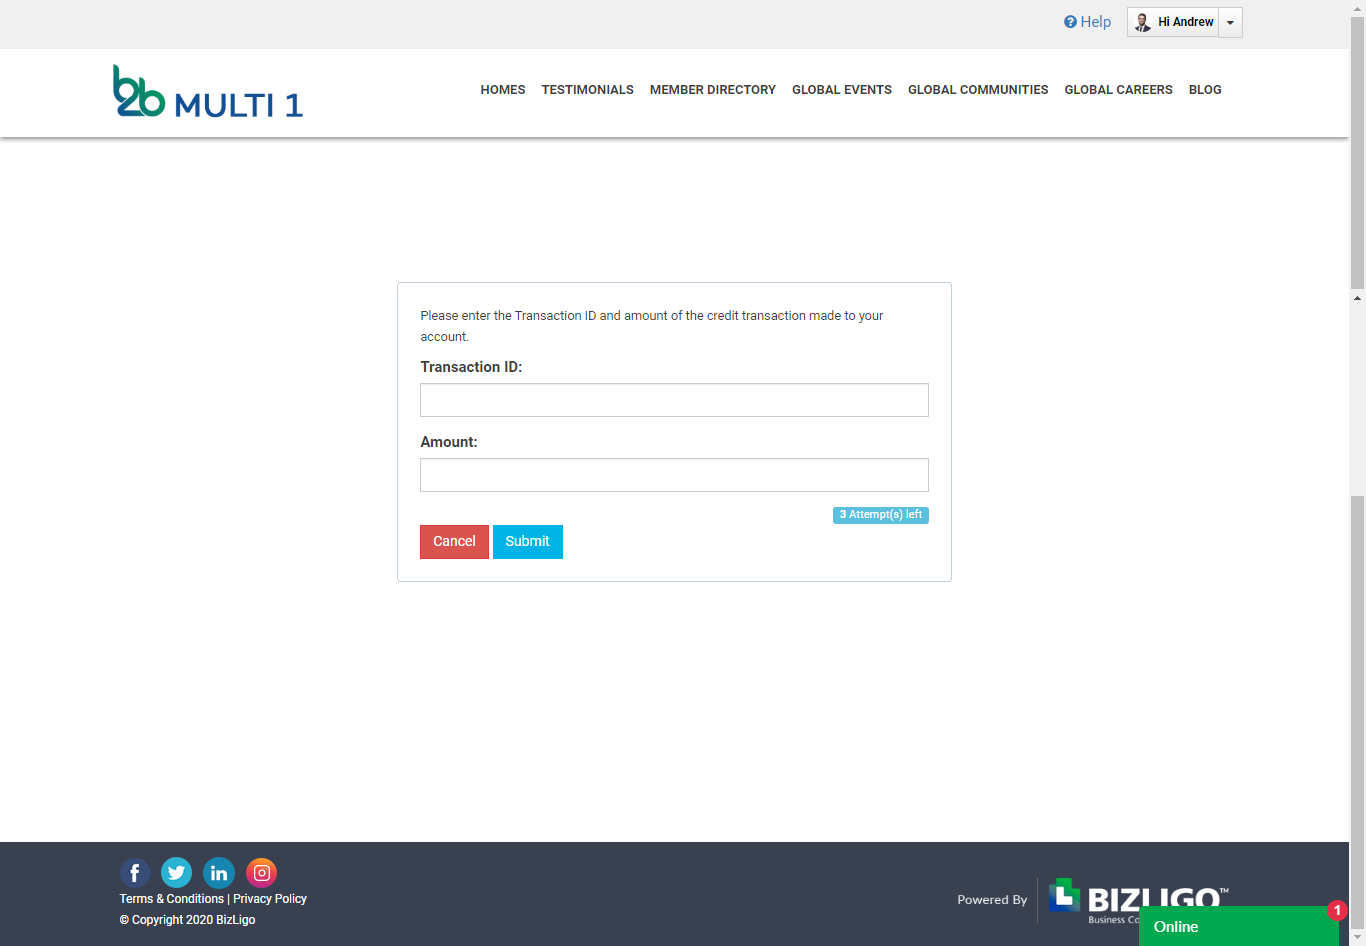 Help
Hi Andrew
b2b MULTI 1
HOMES TESTIMONIALS MEMBER DIRECTORY GLOBAL EVENTS GLOBAL COMMUNITIES GLOBAL CAREERS BLOG
Please enter the Transaction ID and amount of the credit transaction made to your
account.
Transaction ID:
Amount:
3 Attempt(s) left
Cancel Submit
Terms & Conditions | Privacy Policy
© Copyright 2020 BizLigo
Powered By
BIZLIGO™
Business
Online
1